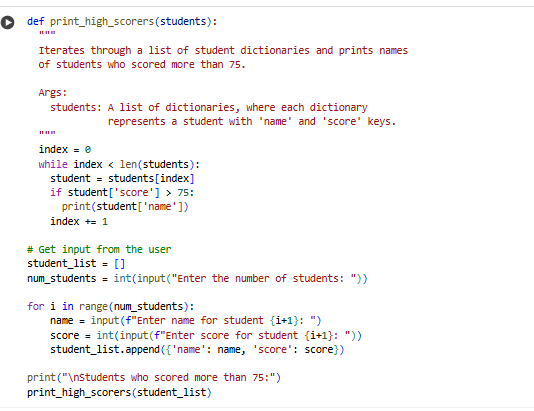 def print_high_scorers(students):
  """
  Iterates through a list of student dictionaries and prints names
  of students who scored more than 75.

  Args:
    students: A list of dictionaries, where each dictionary
              represents a student with 'name' and 'score' keys.
  """
  index = 0
  while index < len(students):
    student = students[index]
    if student['score'] > 75:
      print(student['name'])
    index += 1

# Get input from the user
student_list = []
num_students = int(input("Enter the number of students: "))

for i in range(num_students):
    name = input(f"Enter name for student {i+1}: ")
    score = int(input(f"Enter score for student {i+1}: "))
    student_list.append({'name': name, 'score': score})

print("\nStudents who scored more than 75:")
print_high_scorers(student_list)